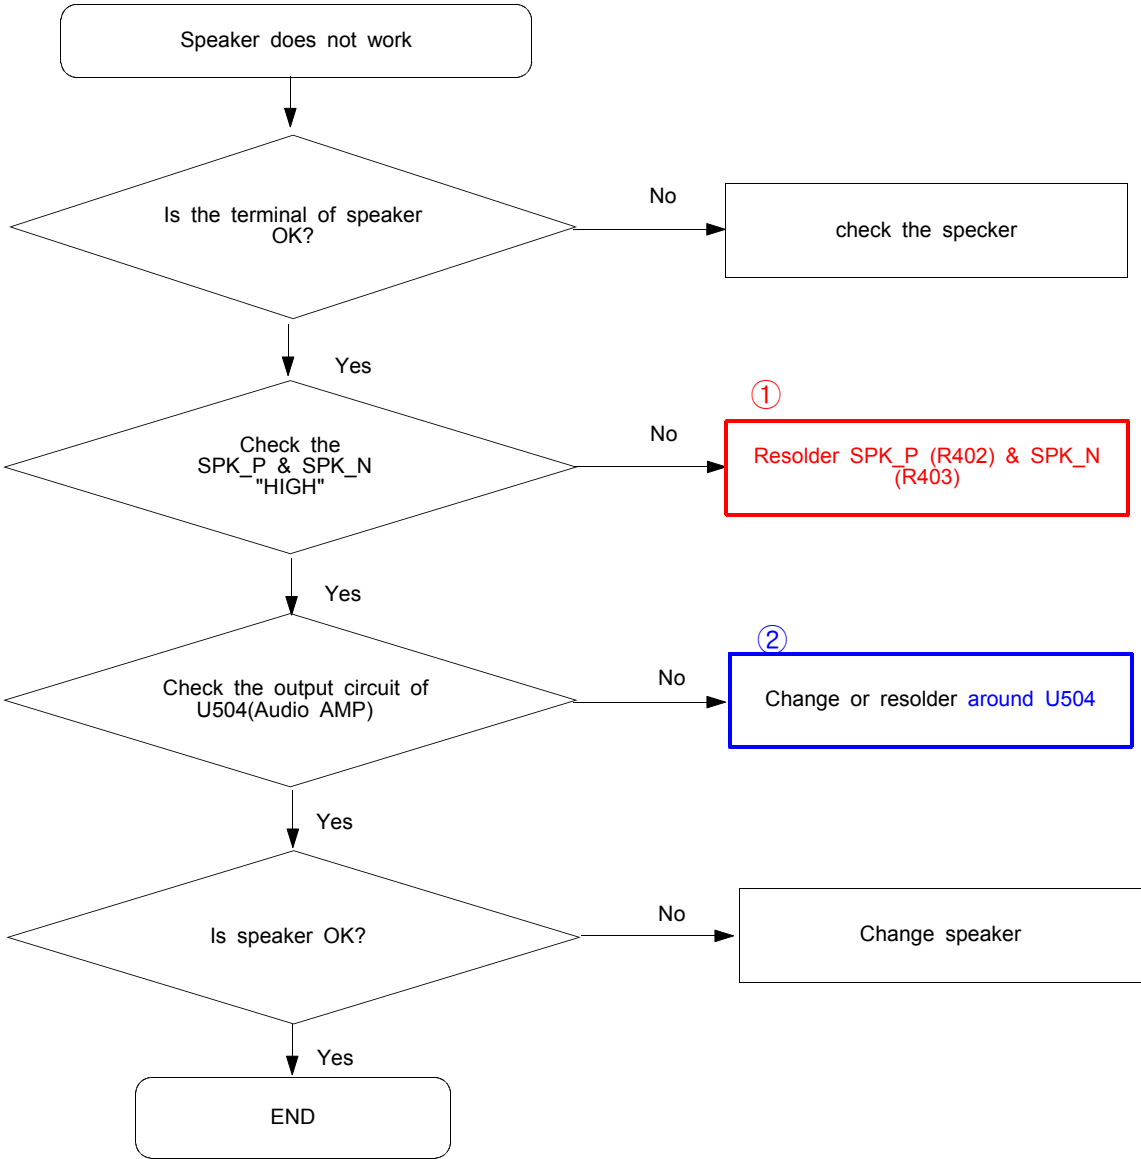 Speaker does not work
Is the terminal of speaker
OK?
No
check the specker
Yes
Check the
SPK_P & SPK_N
"HIGH"
No
①
Resolder SPK_P (R402) & SPK_N
(R403)
Yes
Check the output circuit of
U504(Audio AMP)
No
②
Change or resolder around U504
Yes
Is speaker OK?
No
Change speaker
Yes
END